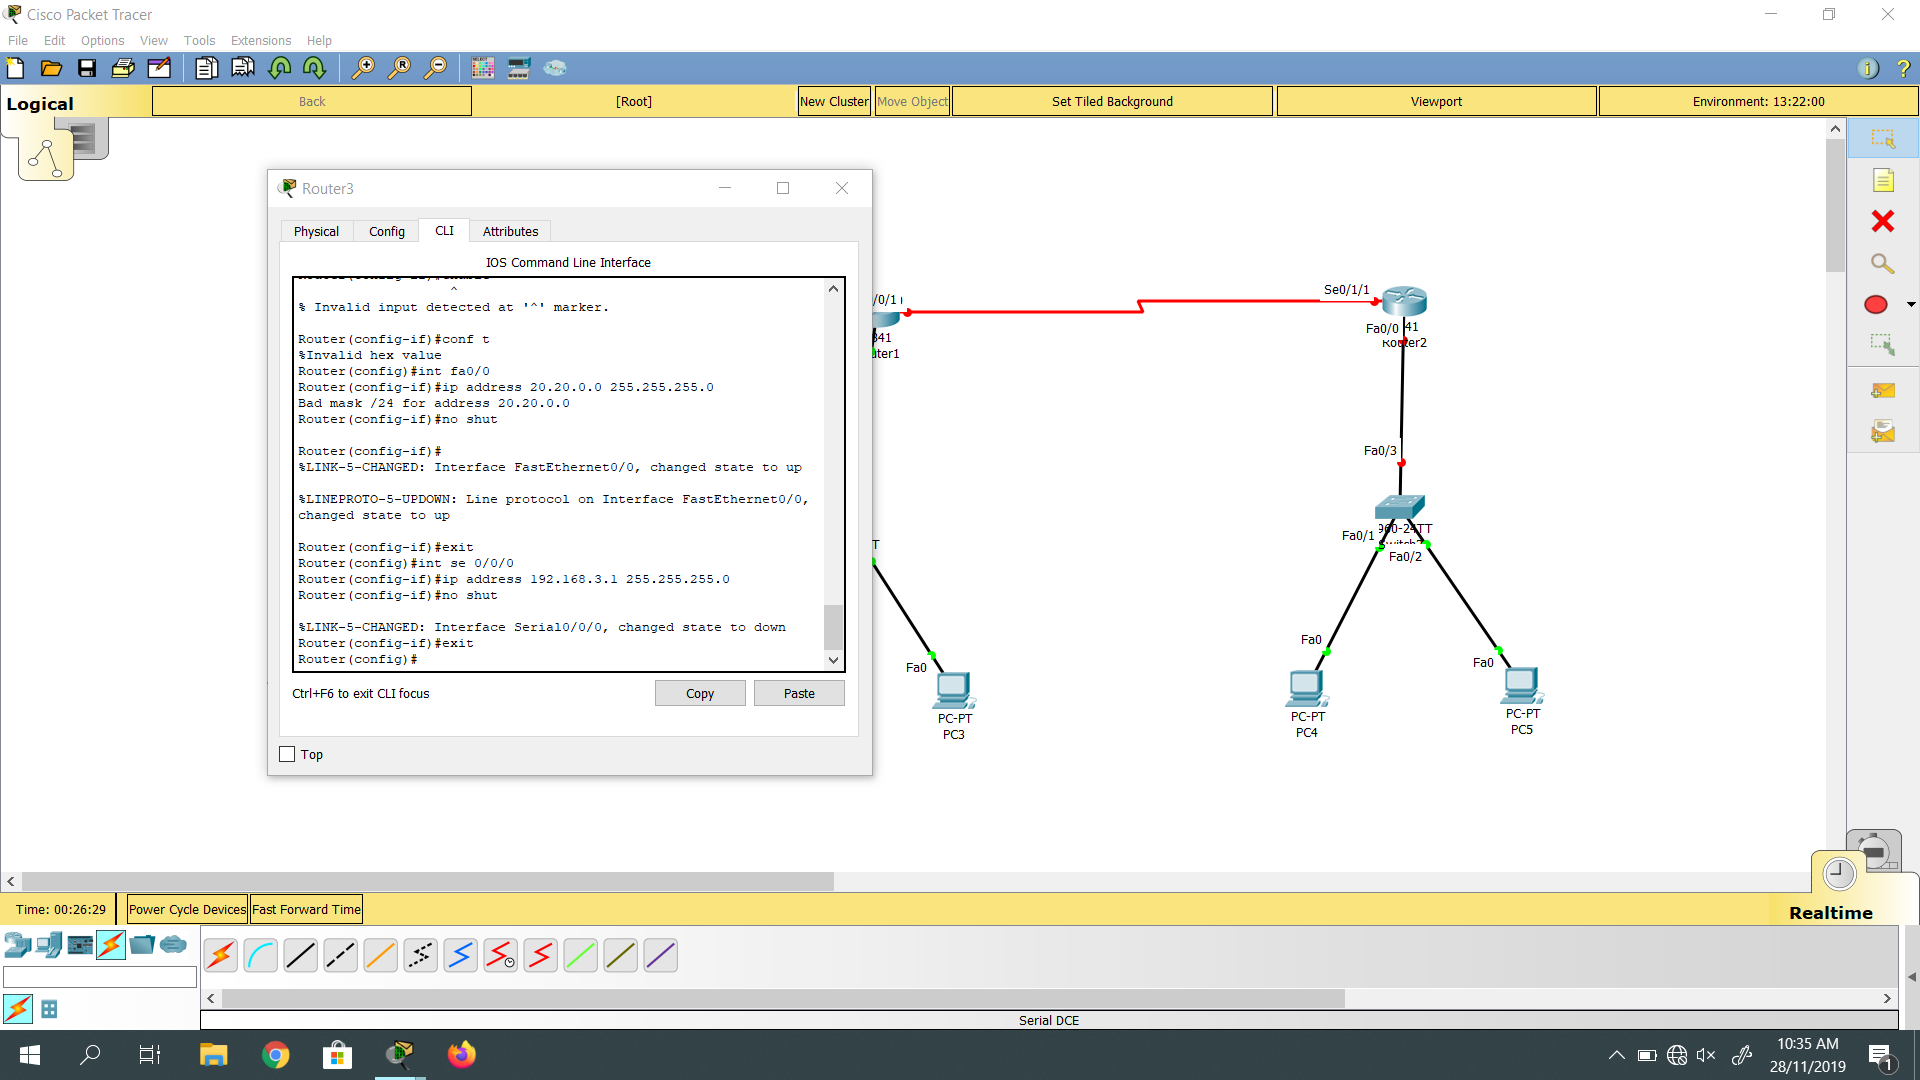 Cisco Packet Tracer
File Edit Options View Tools Extensions Help
Logical
Back
[Root]
New Cluster
Move Object
Set Tiled Background
Viewport
Environment: 13:22:00
Router3
Physical Config CLI Attributes
IOS Command Line Interface
^
% Invalid input detected at '^' marker.
Router(config-if)#conf t
%Invalid hex value
Router(config)#int fa0/0
Router(config-if)#ip address 20.20.0.0 255.255.255.0
Bad mask /24 for address 20.20.0.0
Router(config-if)#no shut
Router(config-if)#
%LINK-5-CHANGED: Interface FastEthernet0/0, changed state to up
%LINEPROTO-5-UPDOWN: Line protocol on Interface FastEthernet0/0,
changed state to up
Router(config-if)#exit
Router(config)#int se 0/0/0
Router(config-if)#ip address 192.168.3.1 255.255.255.0
Router(config-if)#no shut
%LINK-5-CHANGED: Interface Serial0/0/0, changed state to down
Router(config-if)#exit
Router(config)#
Ctrl+F6 to exit CLI focus
Copy
Paste
Top
/0/1
41
uter1
T
Fa0
PC-PT
PC3
Se0/1/1
Fa0/0
41
Router2
Fa0/3
960-24TT
Fa0/1
Fa0/2
Fa0
PC-PT
PC4
Fa0
PC-PT
PC5
Time: 00:26:29
Power Cycle Devices
Fast Forward Time
Realtime
Serial DCE
10:35 AM
28/11/2019
1